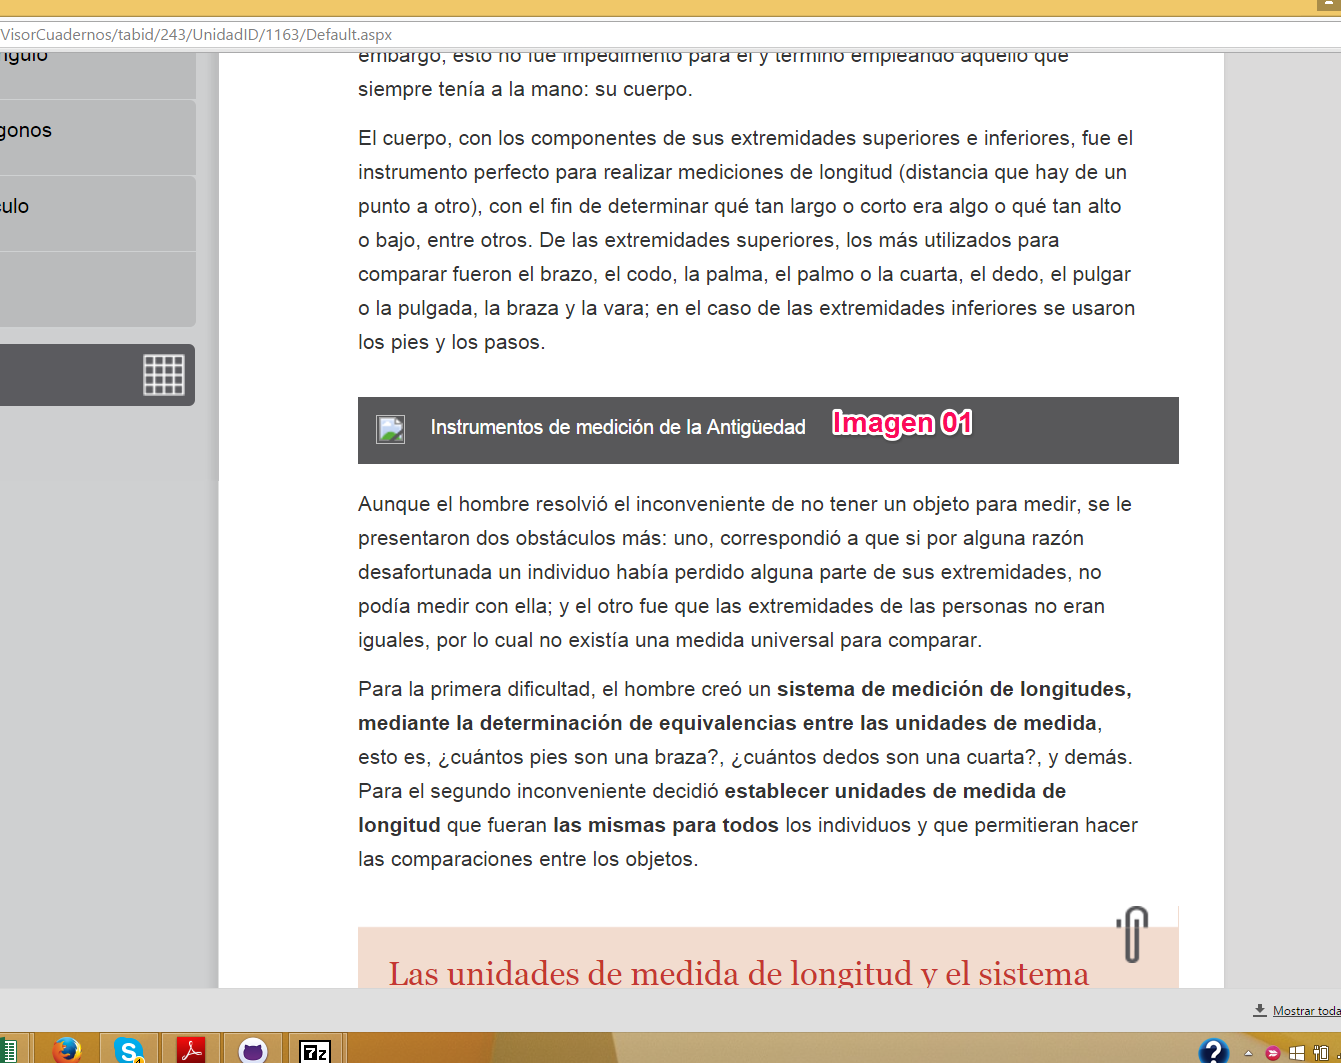 VisorCuadernos/tabid/243/UnidadID/1163/Default.aspx
gonos
embargo, esto no fue impedimento para él y terminó empleando aquello que
siempre tenía a la mano: su cuerpo.
El cuerpo, con los componentes de sus extremidades superiores e inferiores, fue el
instrumento perfecto para realizar mediciones de longitud (distancia que hay de un
punto a otro), con el fin de determinar qué tan largo o corto era algo o qué tan alto
o bajo, entre otros. De las extremidades superiores, los más utilizados para
comparar fueron el brazo, el codo, la palma, el palmo o la cuarta, el dedo, el pulgar
o la pulgada, la braza y la vara; en el caso de las extremidades inferiores se usaron
los pies y los pasos.
Instrumentos de medición de la Antigüedad Imagen 01
Aunque el hombre resolvió el inconveniente de no tener un objeto para medir, se le
presentaron dos obstáculos más: uno, correspondió a que si por alguna razón
desafortunada un individuo había perdido alguna parte de sus extremidades, no
podía medir con ella; y el otro fue que las extremidades de las personas no eran
iguales, por lo cual no existía una medida universal para comparar.
Para la primera dificultad, el hombre creó un sistema de medición de longitudes,
mediante la determinación de equivalencias entre las unidades de medida,
esto es, ¿cuántos pies son una braza?, ¿cuántos dedos son una cuarta?, y demás.
Para el segundo inconveniente decidió establecer unidades de medida de
longitud que fueran las mismas para todos los individuos y que permitieran hacer
las comparaciones entre los objetos.
Las unidades de medida de longitud y el sistema
Mostrar toda
7z